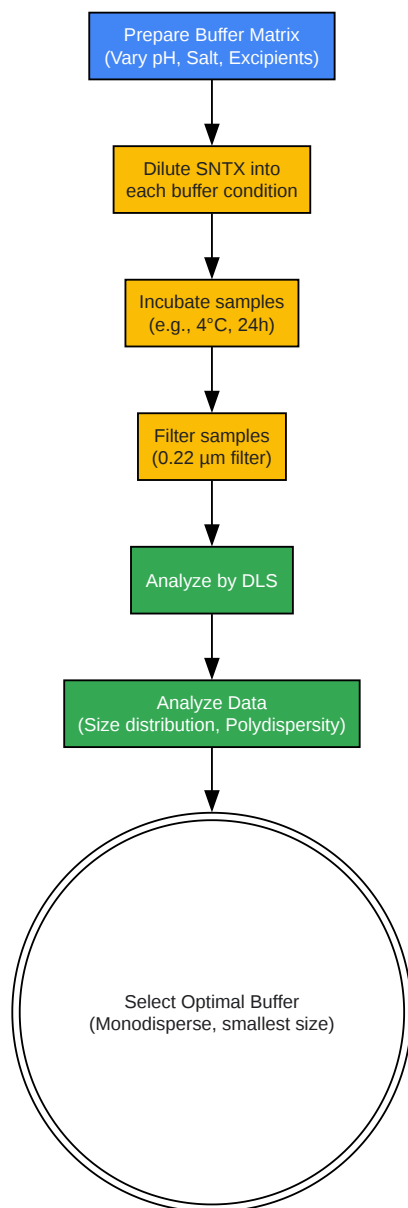 Prepare Buffer Matrix
(Vary pH, Salt, Excipients)
Dilute SNTX into
each buffer condition
Incubate samples
(e.g., 4°C, 24h)
Filter samples
(0.22 µm filter)
Analyze by DLS
Analyze Data
(Size distribution, Polydispersity)
Select Optimal Buffer
(Monodisperse, smallest size)